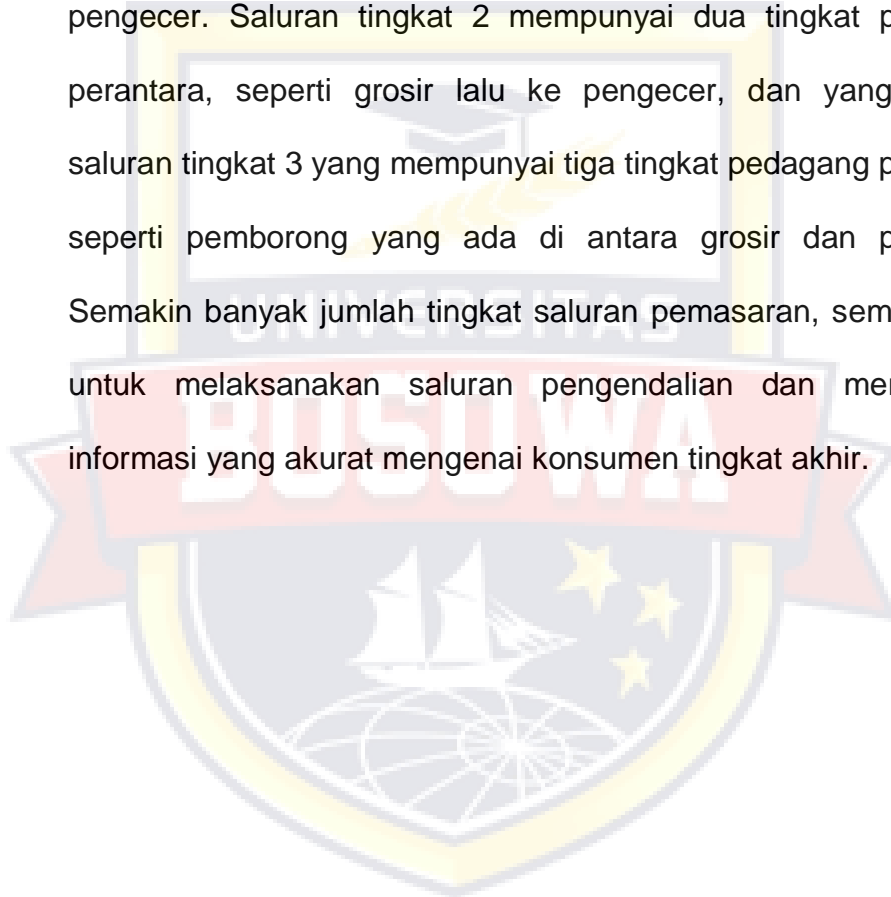 pengecer. Saluran tingkat 2 mempunyai dua tingkat
perantara, seperti grosir lalu ke pengecer, dan yang
saluran tingkat 3 yang mempunyai tiga tingkat pedagang
seperti pemborong yang ada di antara grosir dan
Semakin banyak jumlah tingkat saluran pemasaran,
untuk melaksanakan saluran pengendalian dan
informasi yang akurat mengenai konsumen tingkat akhir.
UNIVERSITAS
BOSOWA